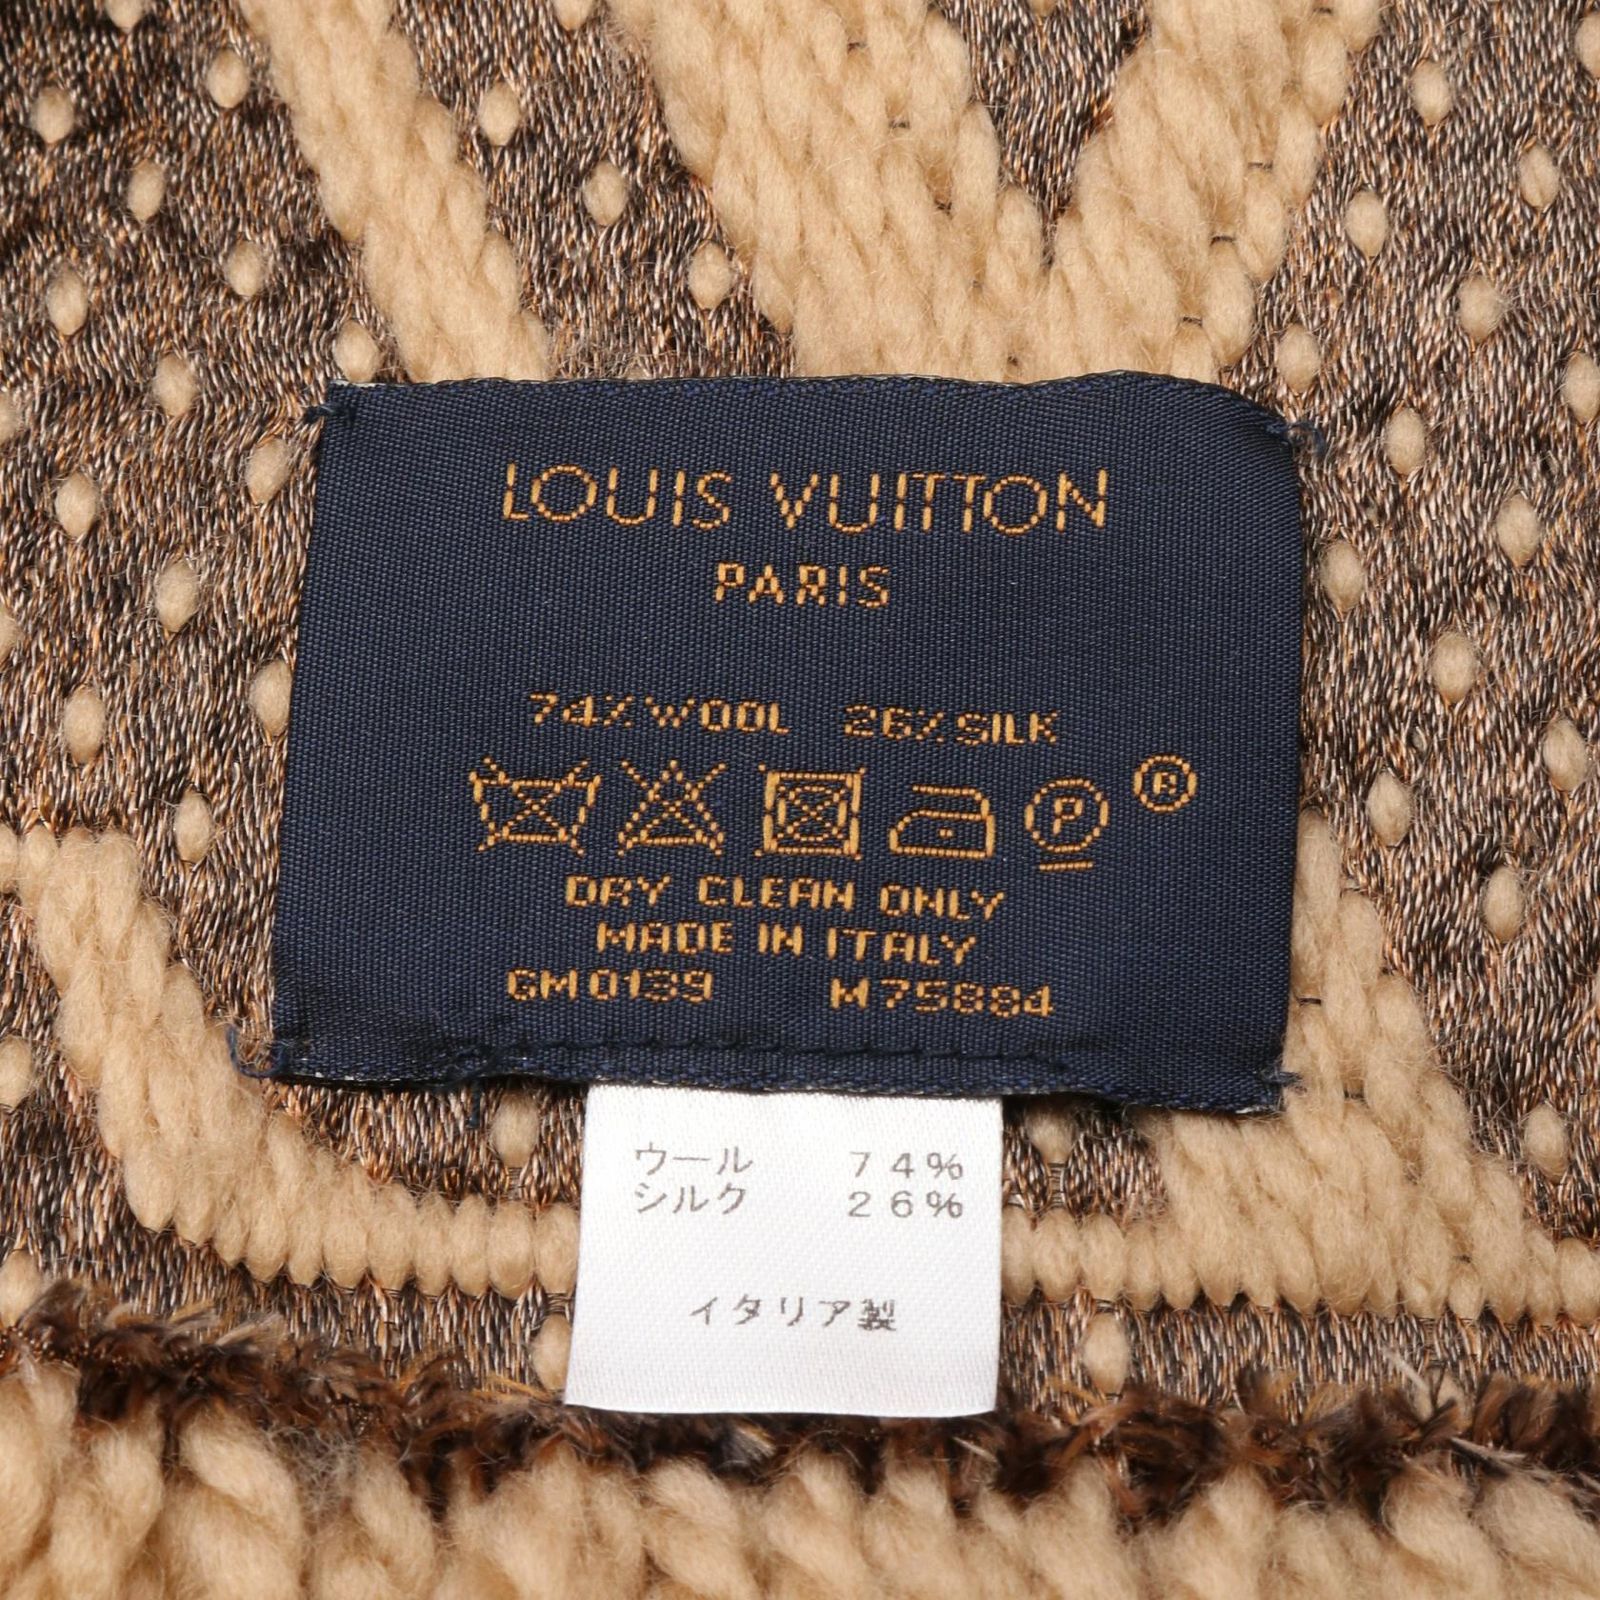 LOUIS VUITTON
PARIS
74% WOOL 26% SILK
P ®
DRY CLEAN ONLY
MADE IN ITALY
GM0139 M75884
ウール 74%
シルク 26%
イタリア製